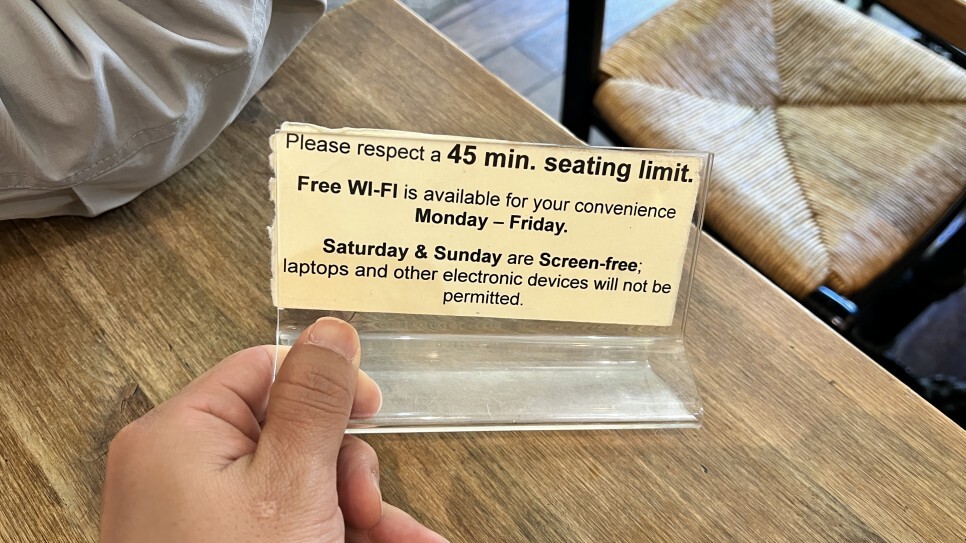 Please respect a 45 min. seating limit.
Free WI-FI is available for your convenience
Monday – Friday.
Saturday & Sunday are Screen-free;
laptops and other electronic devices will not be
permitted.